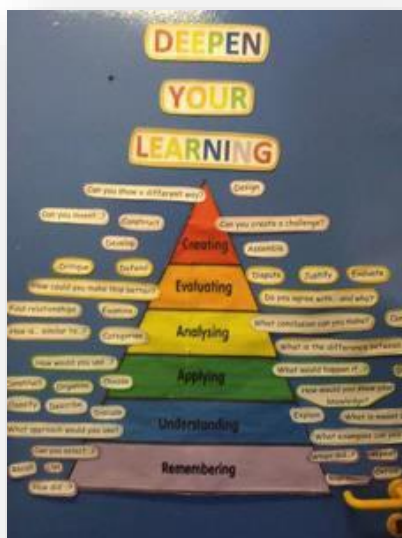 DEEPEN
YOUR
LEARNING
Can you show a different way?
Design
Can you invent..?
Construct
Can you create a challenge?
Develop
Creating
Assemble
Critique
Defend
Dispute
Justify
Evaluate
How could you make this better?
Evaluating
Do you agree with... and why?
Find relationships
Examine
What conclusion can you make?
How is.. similar to..?
Categories
Analysing
What is the difference between
How would you use..?
What would happen if..?
Construct
Organise
Choose
Applying
How would you show your
knowledge?
Classify
Describe
Discuss
Explain
What approach would you use?
Understanding
What examples can you
Can you select..?
Recall
List
Remembering
How did..?